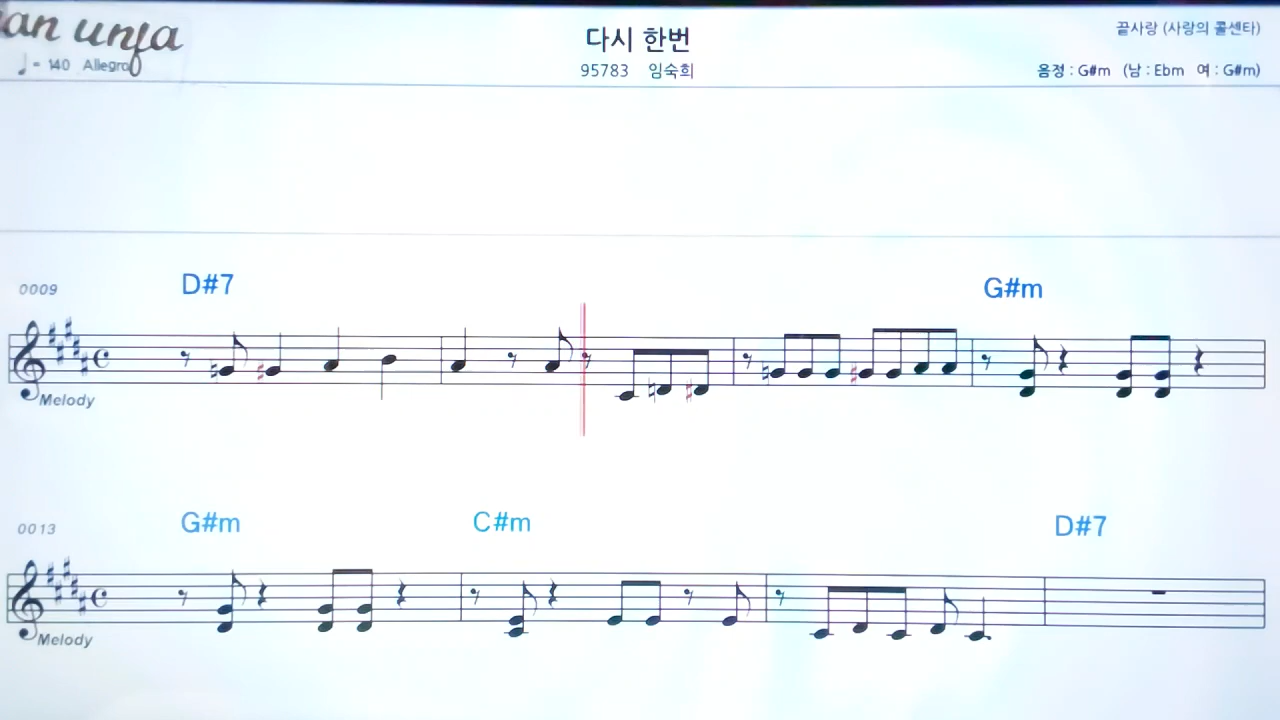 unja
다시 한번
끝사랑 (사랑의 콜센타)
♩ = 140 Allegro
95783 임숙희
음정 : G#m (남 : Ebm 여 : G#m)
0009
D#7
G#m
Melody
0013
G#m
C#m
D#7
Melody